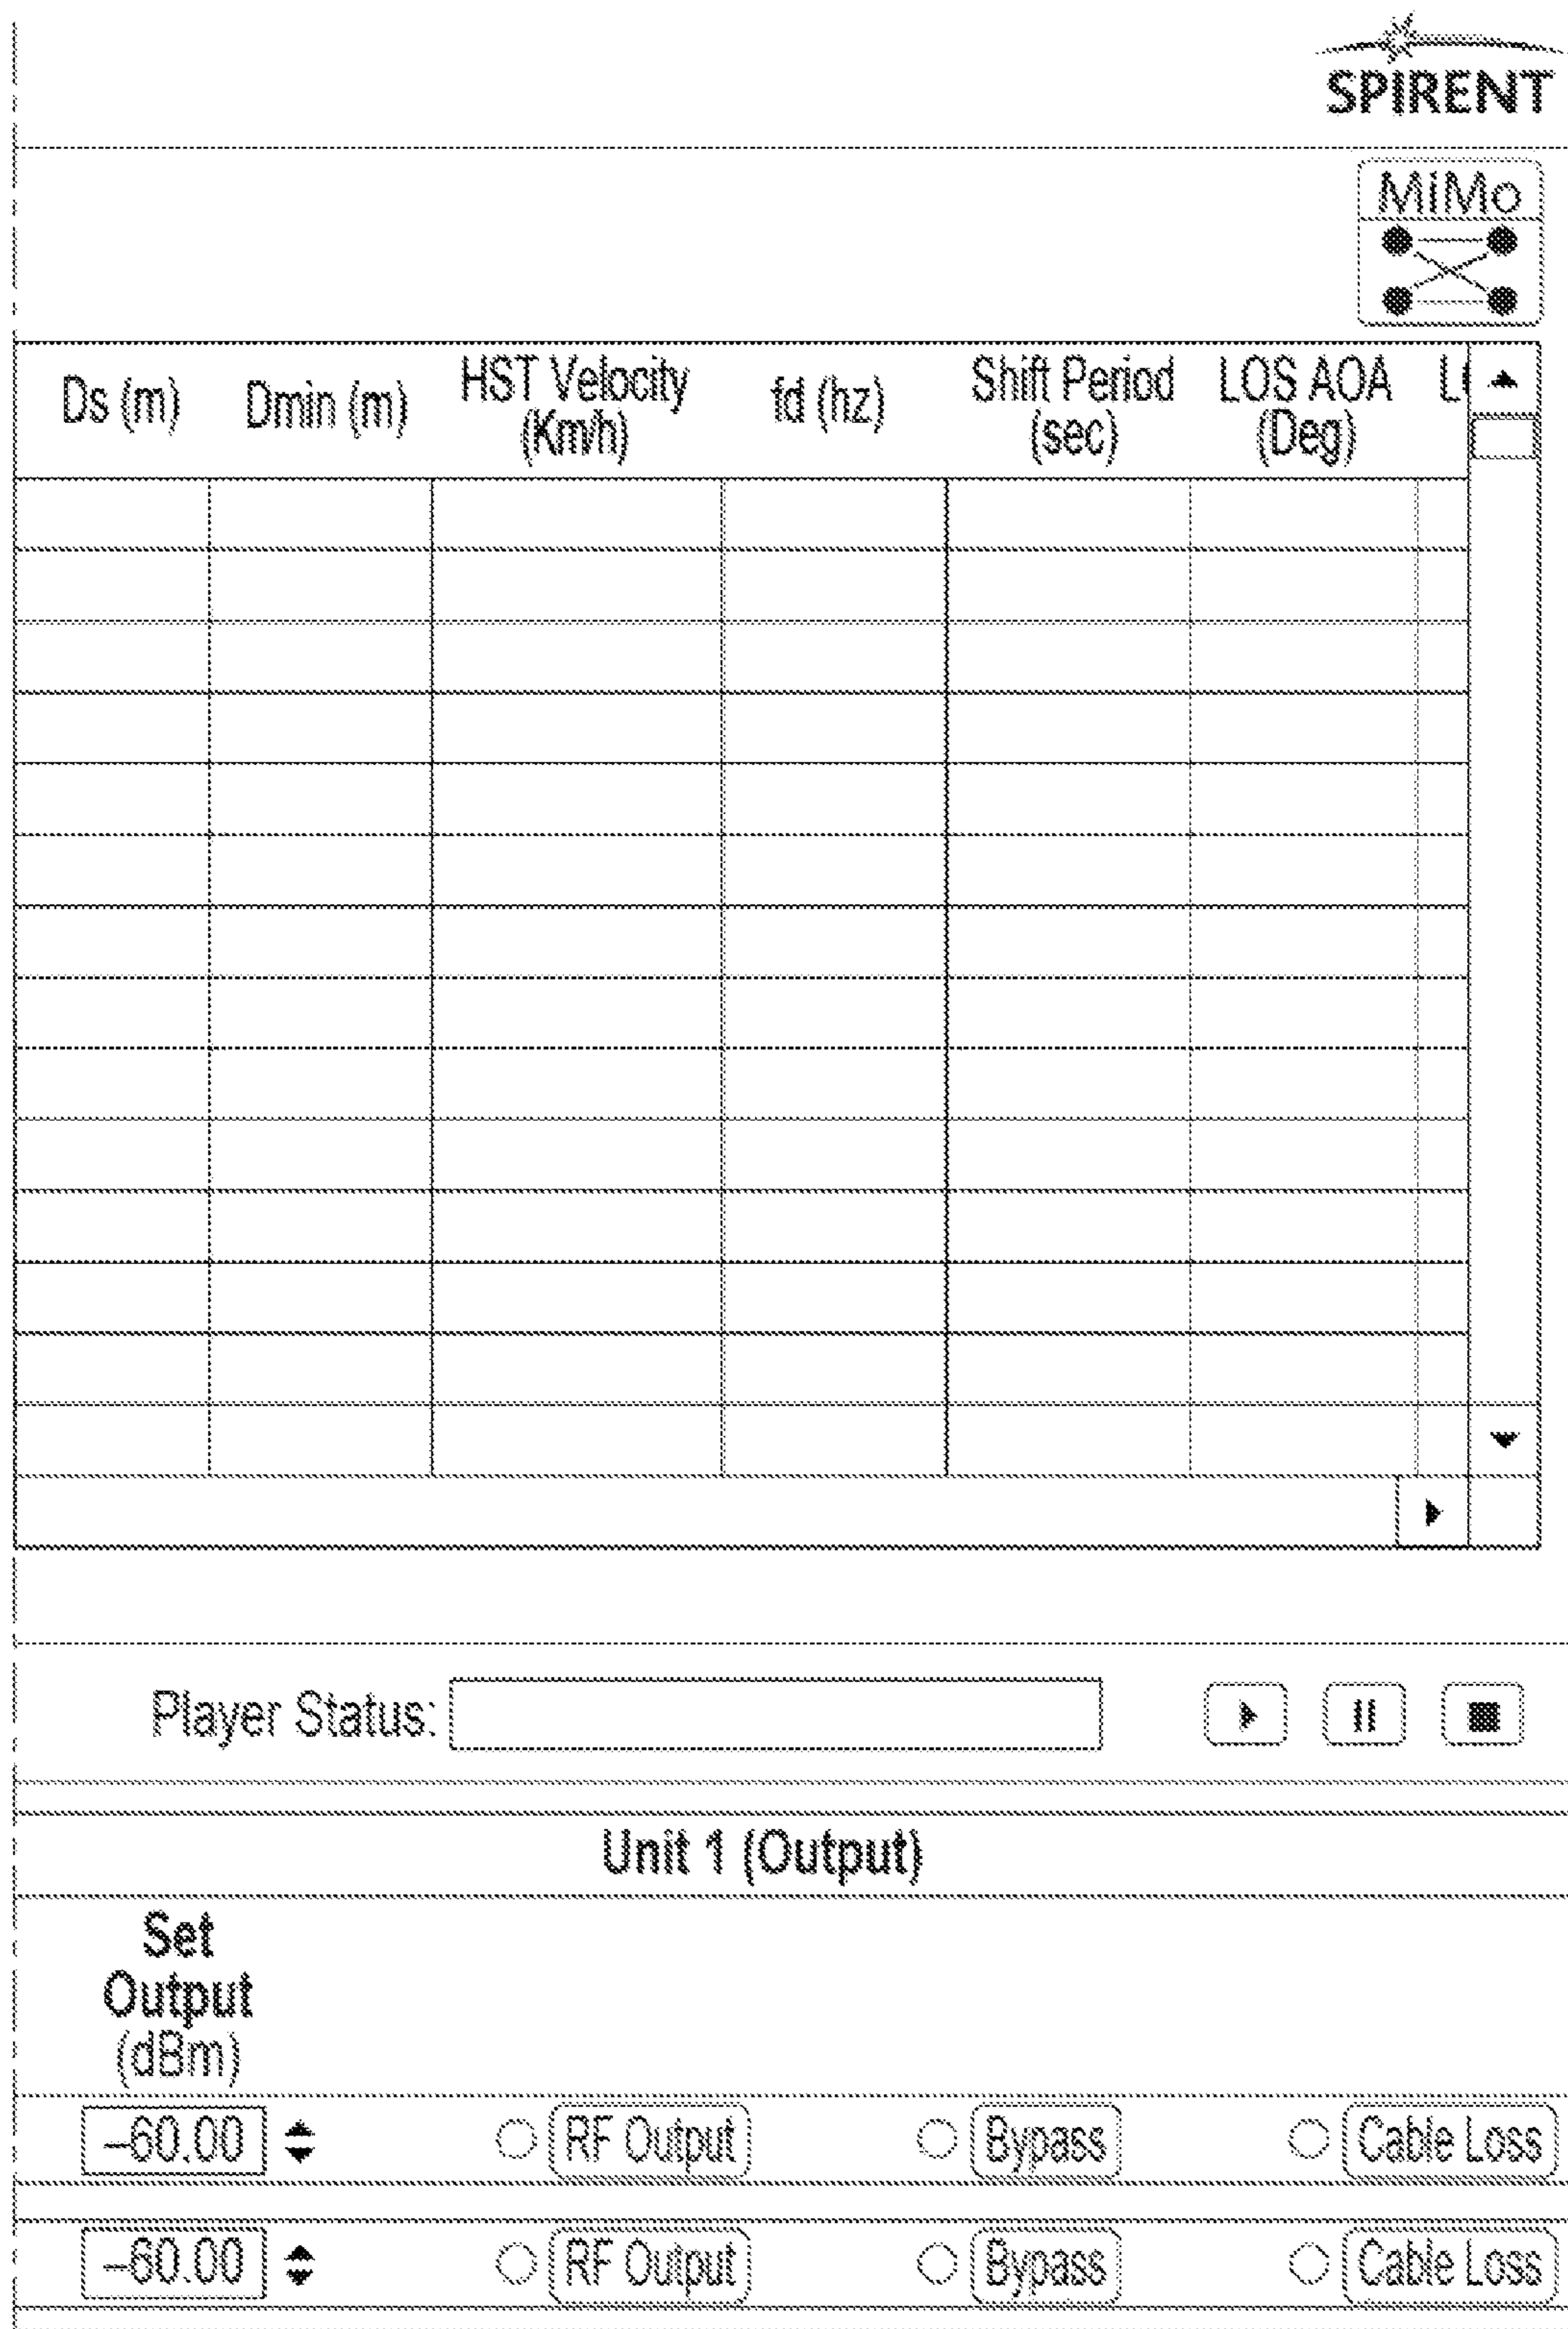 SPIRENT
MiMo
Ds (m) Dmin (m) HST Velocity (Km/h) fd (hz) Shift Period (sec) LOS AOA (Deg)
Player Status:
Unit 1 (Output)
Set
Output
(dBm)
–60.00 RF Output Bypass Cable Loss
–60.00 RF Output Bypass Cable Loss